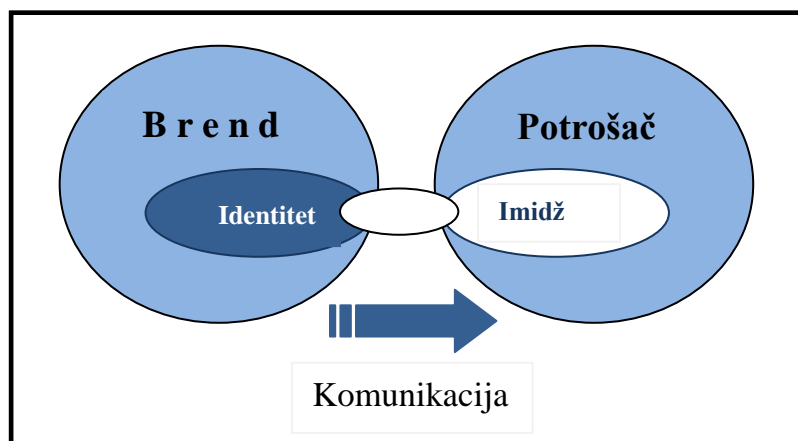 B r e n d
Potrošač
Identitet
Imidž
Komunikacija